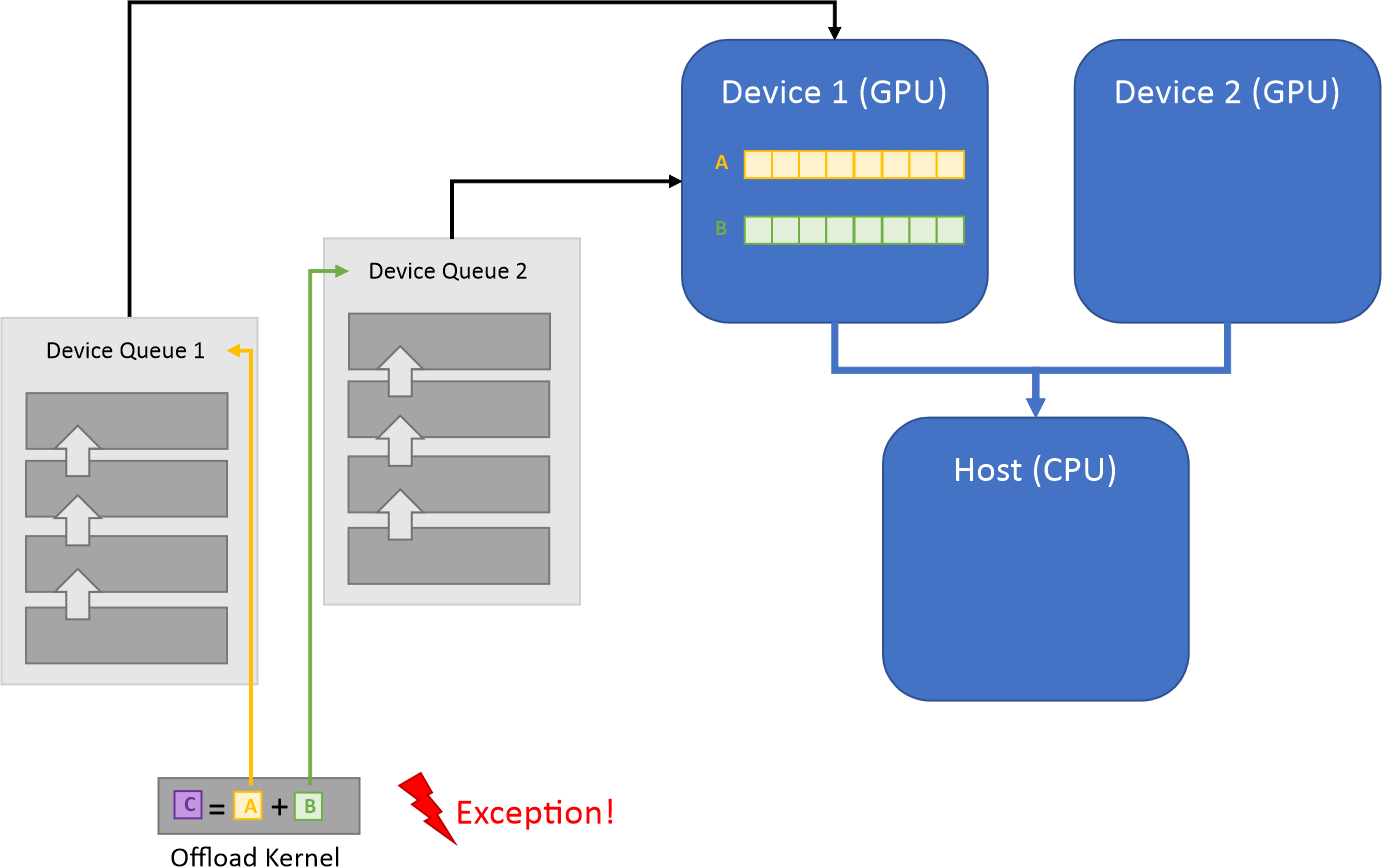 Device 1 (GPU)
Device 2 (GPU)
A
B
Device Queue 2
Device Queue 1
Host (CPU)
C = A + B
Exception!
Offload Kernel